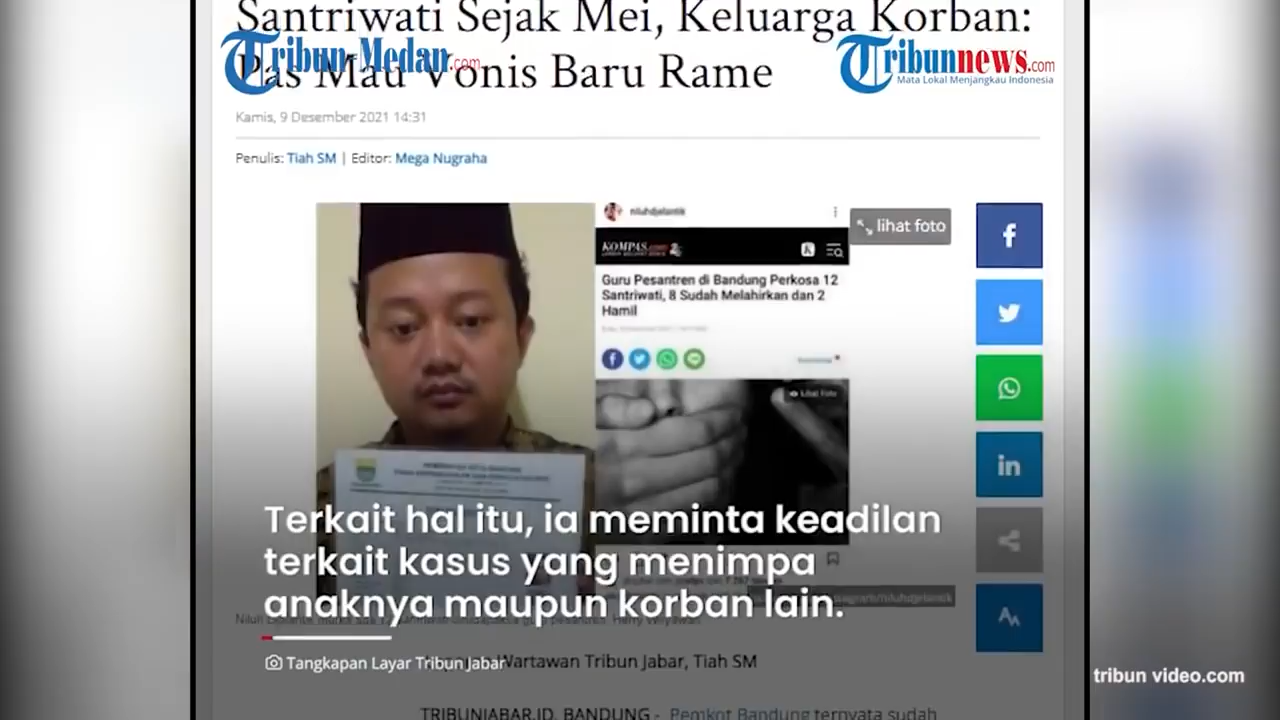 Santriwati Sejak Mei, Keluarga Korban:
Pas Mau Vonis Baru Rame
Tribun-Medan.com
Tribunnews.com
Mata Lokal Menjangkau Indonesia
Kamis, 9 Desember 2021 14:31
Penulis: Tiah SM | Editor: Mega Nugraha
niluhdjelantik
KOMPAS.com
lihat foto
Guru Pesantren di Bandung Perkosa 12
Santriwati, 8 Sudah Melahirkan dan 2
Hamil
Lihat Foto
Terkait hal itu, ia meminta keadilan
terkait kasus yang menimpa
anaknya maupun korban lain.
Tangkapan Layar Tribun Jabar
Wartawan Tribun Jabar, Tiah SM
TRIBUNJABAR.ID, BANDUNG - Pemkot Bandung ternyata sudah
tribun video.com